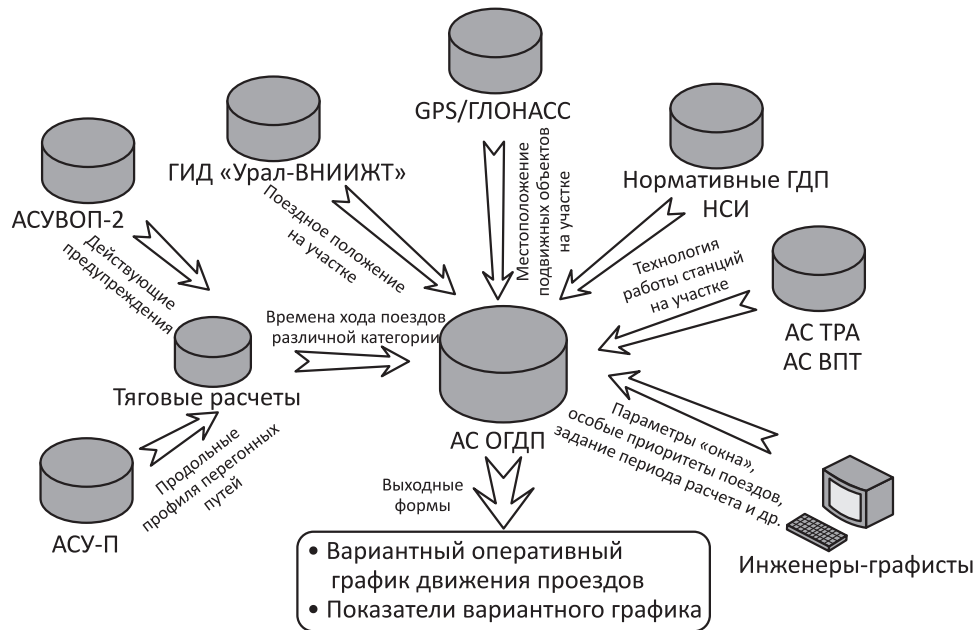 GPS/ГЛОНАСС
ГИД «Урал-ВНИИЖТ»
Нормативные ГДП
НСИ
АСУВОП-2
Действующие
предупреждения
Поездное положение
на участке
Местоположение
подвижных объектов
на участке
Технология
работы станций
на участке
АС ТРА
АС ВПТ
Времена хода поездов
различной категории
Тяговые расчеты
АС ОГДП
Продольные
профиля перегонных
путей
АСУ-П
Параметры «окна»,
особые приоритеты поездов,
задание периода расчета и др.
Инженеры-графисты
Выходные
формы
• Вариантный оперативный
график движения проездов
• Показатели вариантного графика